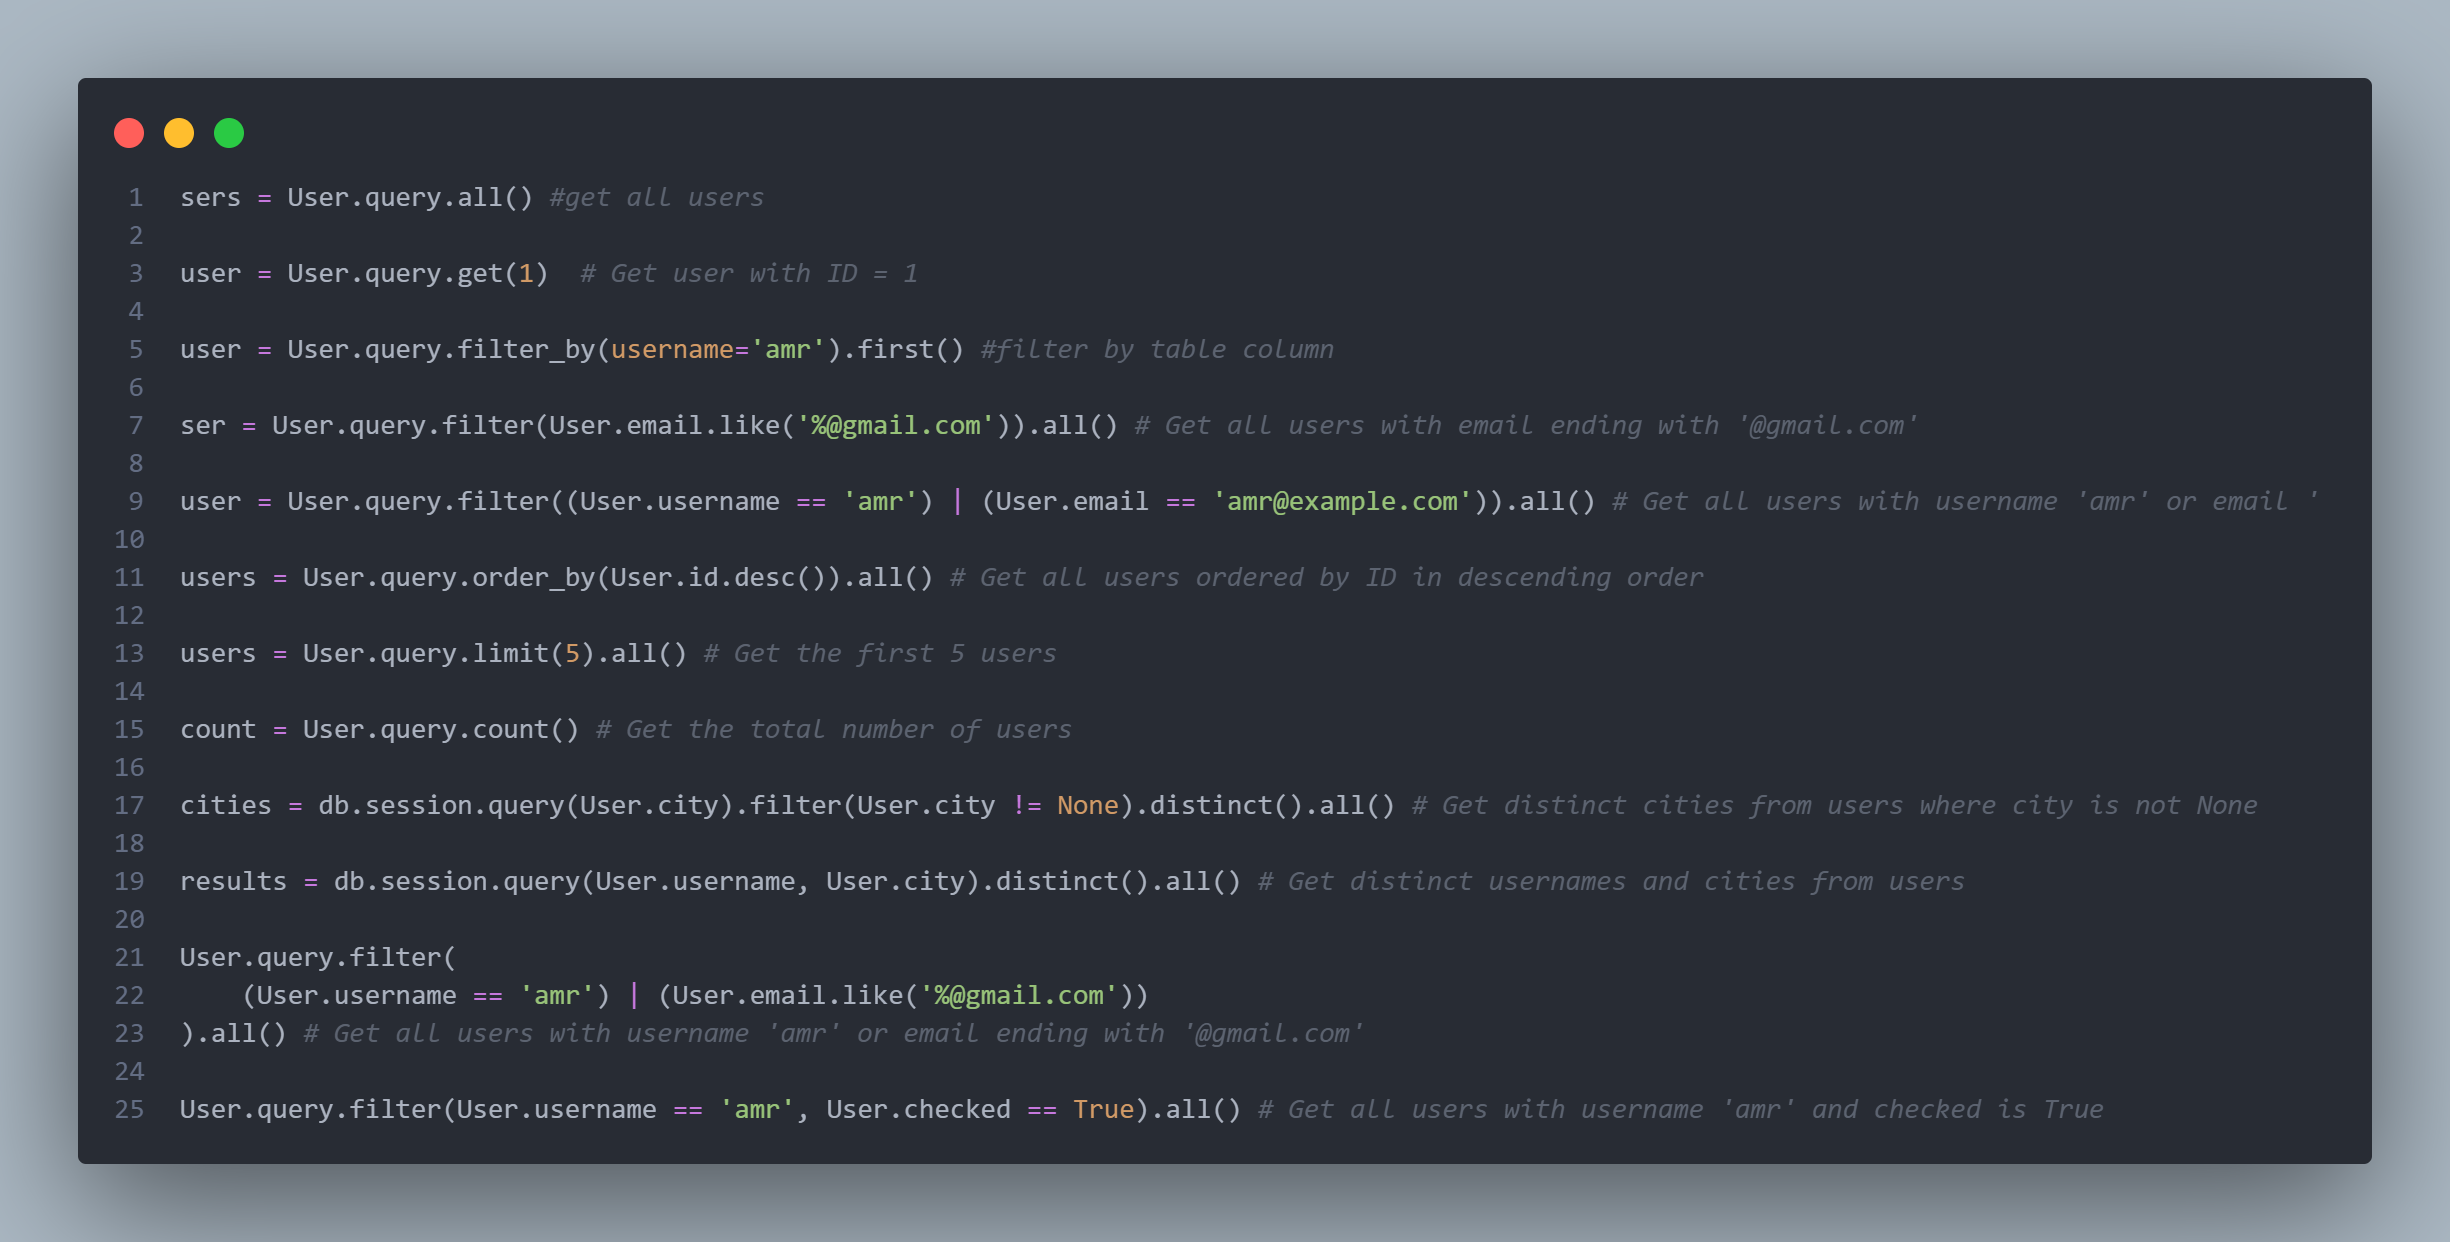 1 sers = User.query.all() #get all users
2
3 user = User.query.get(1)  # Get user with ID = 1
4
5 user = User.query.filter_by(username='amr').first() #filter by table column
6
7 ser = User.query.filter(User.email.like('%@gmail.com')).all() # Get all users with email ending with '@gmail.com'
8
9 user = User.query.filter((User.username == 'amr') | (User.email == 'amr@example.com')).all() # Get all users with username 'amr' or email '
10
11 users = User.query.order_by(User.id.desc()).all() # Get all users ordered by ID in descending order
12
13 users = User.query.limit(5).all() # Get the first 5 users
14
15 count = User.query.count() # Get the total number of users
16
17 cities = db.session.query(User.city).filter(User.city != None).distinct().all() # Get distinct cities from users where city is not None
18
19 results = db.session.query(User.username, User.city).distinct().all() # Get distinct usernames and cities from users
20
21 User.query.filter(
22     (User.username == 'amr') | (User.email.like('%@gmail.com'))
23 ).all() # Get all users with username 'amr' or email ending with '@gmail.com'
24
25 User.query.filter(User.username == 'amr', User.checked == True).all() # Get all users with username 'amr' and checked is True